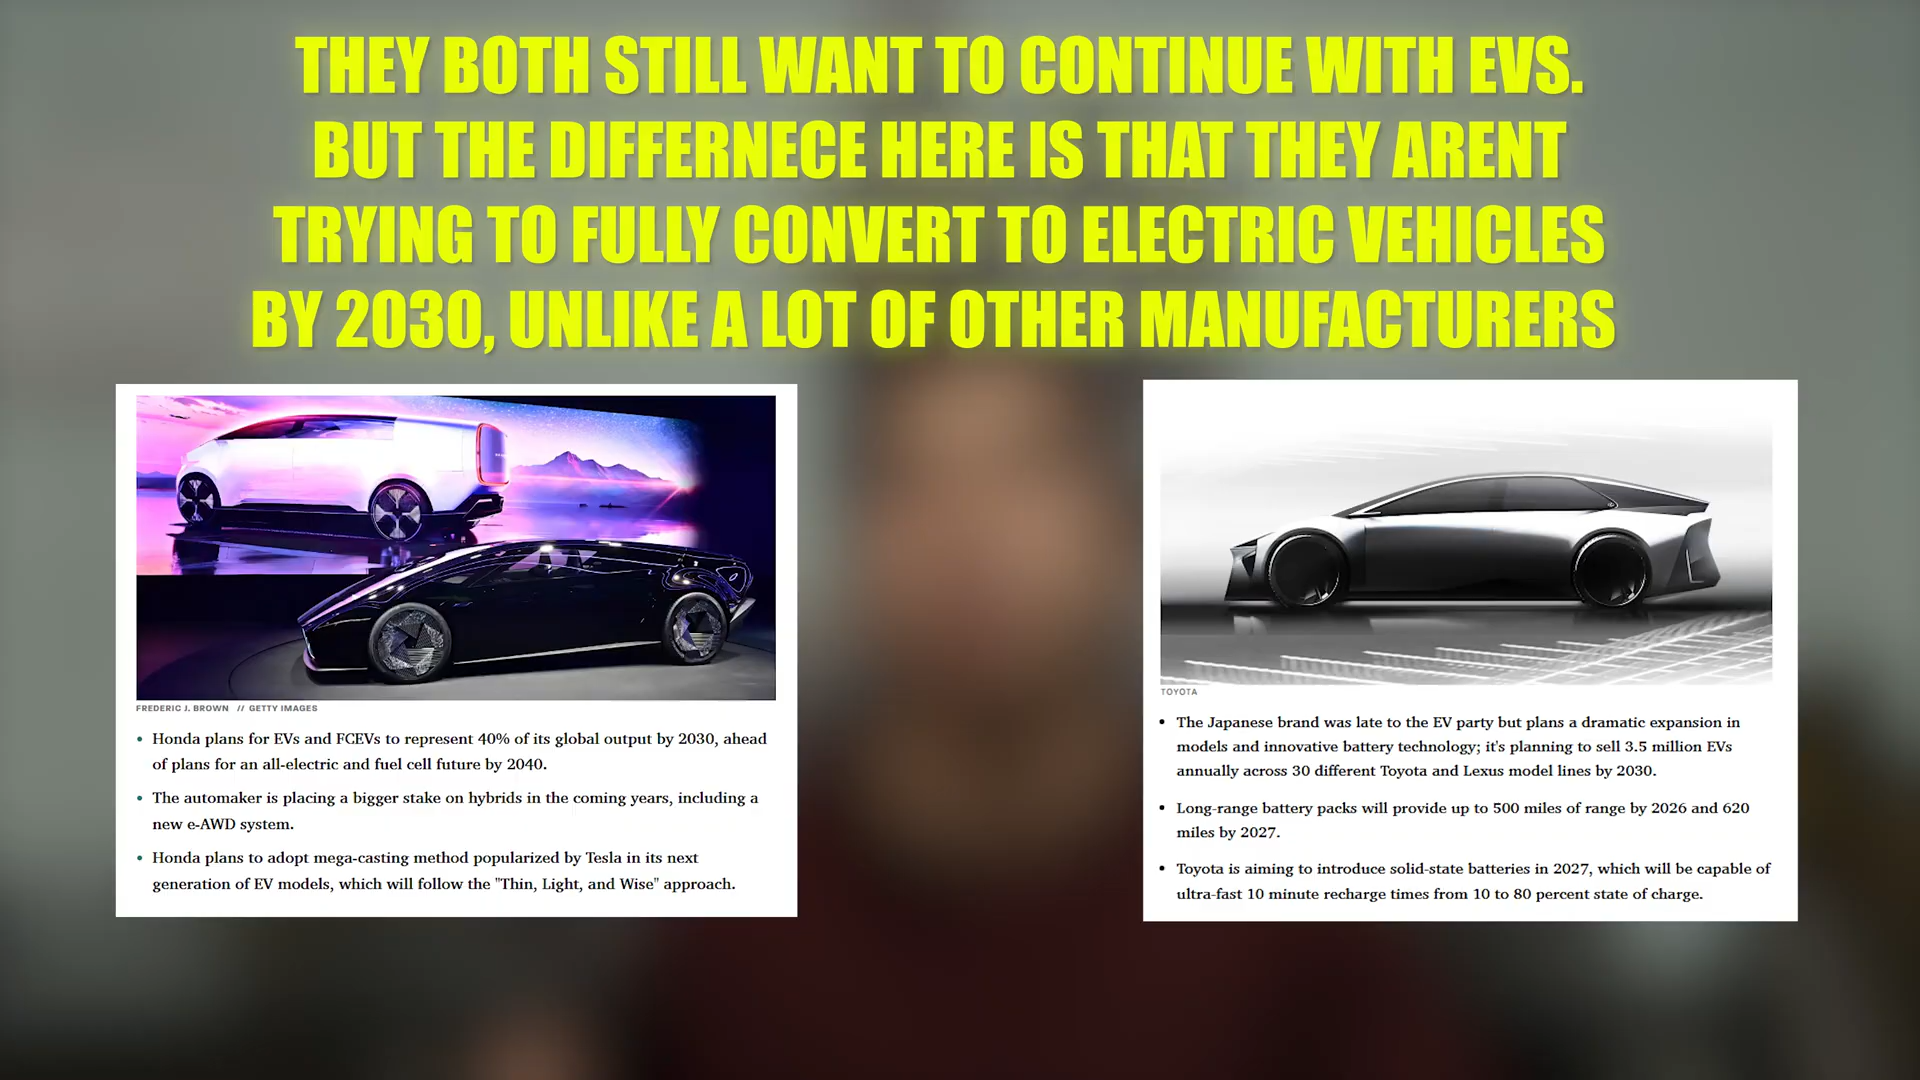 THEY BOTH STILL WANT TO CONTINUE WITH EVS.
BUT THE DIFFERNECE HERE IS THAT THEY ARENT
TRYING TO FULLY CONVERT TO ELECTRIC VEHICLES
BY 2030, UNLIKE A LOT OF OTHER MANUFACTURERS
FREDERIC J. BROWN // GETTY IMAGES
• Honda plans for EVs and FCEVs to represent 40% of its global output by 2030, ahead
of plans for an all-electric and fuel cell future by 2040.
• The automaker is placing a bigger stake on hybrids in the coming years, including a
new e-AWD system.
• Honda plans to adopt mega-casting method popularized by Tesla in its next
generation of EV models, which will follow the "Thin, Light, and Wise" approach.
TOYOTA
• The Japanese brand was late to the EV party but plans a dramatic expansion in
models and innovative battery technology; it's planning to sell 3.5 million EVs
annually across 30 different Toyota and Lexus model lines by 2030.
• Long-range battery packs will provide up to 500 miles of range by 2026 and 620
miles by 2027.
• Toyota is aiming to introduce solid-state batteries in 2027, which will be capable of
ultra-fast 10 minute recharge times from 10 to 80 percent state of charge.